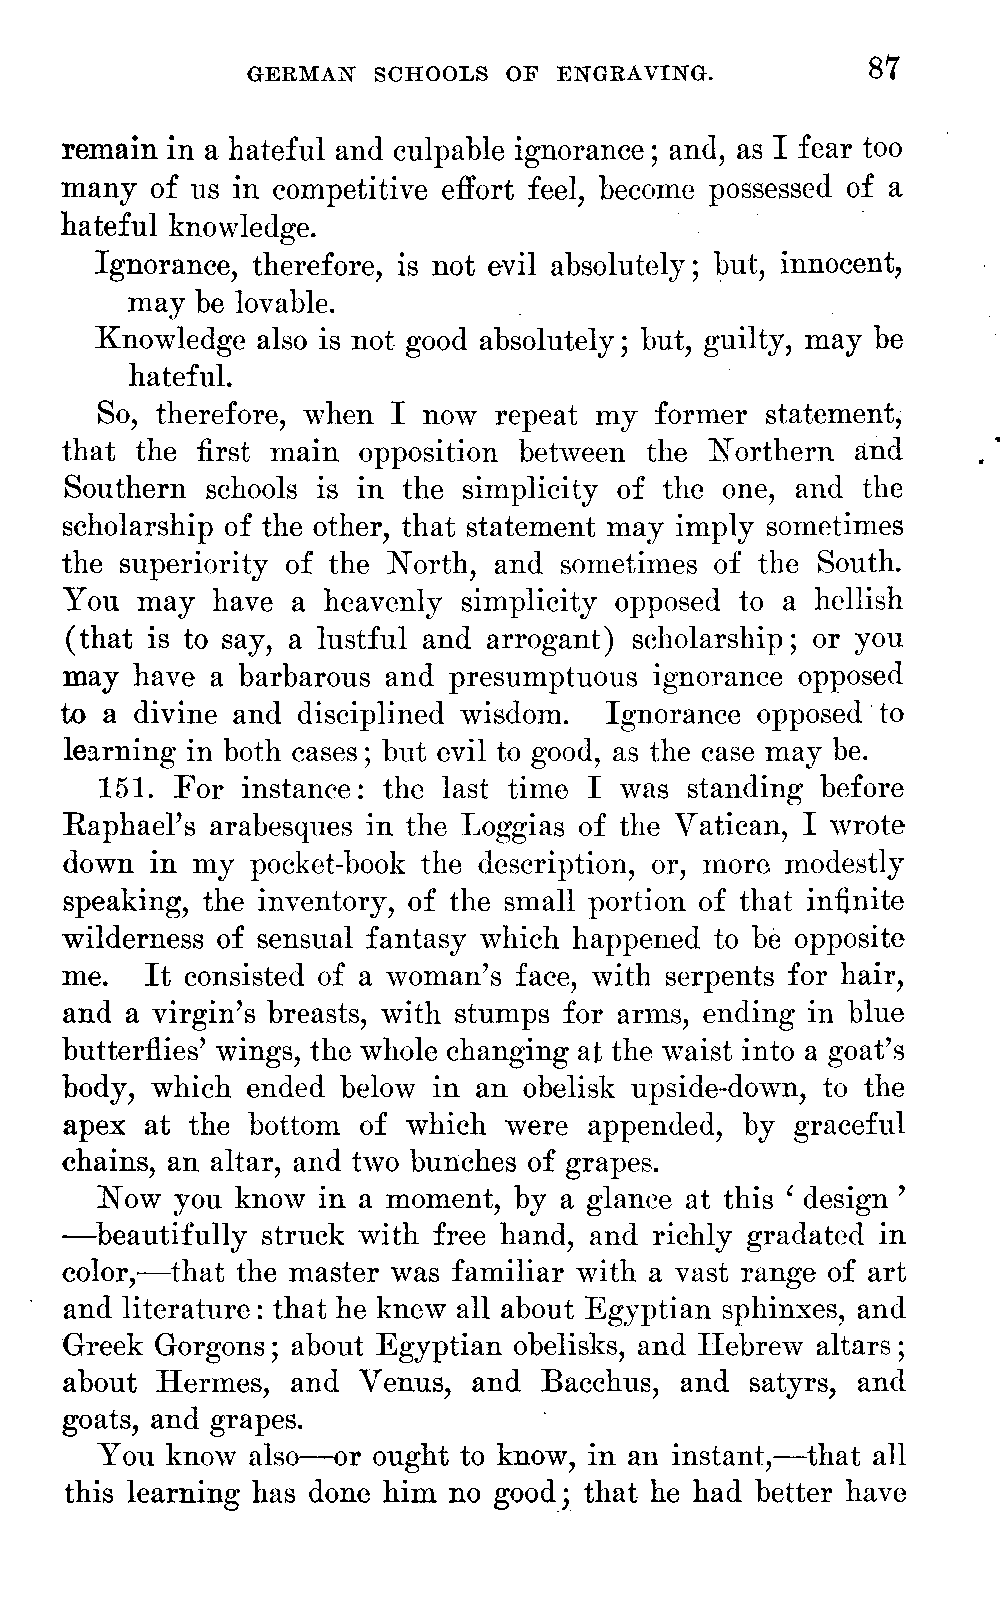 GERMAN SCHOOLS OF ENGRAVING. 87
remain in a hateful and culpable ignorance; and, as I fear too
many of us in competitive effort feel, become possessed of a
hateful knowledge.
Ignorance, therefore, is not evil absolutely; but, innocent,
may be lovable.
Knowledge also is not good absolutely; but, guilty, may be
hateful.
So, therefore, when I now repeat my former statement,
that the first main opposition between the Northern and
Southern schools is in the simplicity of the one, and the
scholarship of the other, that statement may imply sometimes
the superiority of the North, and sometimes of the South.
You may have a heavenly simplicity opposed to a hellish
(that is to say, a lustful and arrogant) scholarship; or you
may have a barbarous and presumptuous ignorance opposed
to a divine and disciplined wisdom. Ignorance opposed to
learning in both cases; but evil to good, as the case may be.
151. For instance: the last time I was standing before
Raphael's arabesques in the Loggias of the Vatican, I wrote
down in my pocket-book the description, or, more modestly
speaking, the inventory, of the small portion of that infinite
wilderness of sensual fantasy which happened to be opposite
me. It consisted of a woman's face, with serpents for hair,
and a virgin's breasts, with stumps for arms, ending in blue
butterflies' wings, the whole changing at the waist into a goat's
body, which ended below in an obelisk upside-down, to the
apex at the bottom of which were appended, by graceful
chains, an altar, and two bunches of grapes.
Now you know in a moment, by a glance at this ‘ design ’
—beautifully struck with free hand, and richly gradated in
color,—that the master was familiar with a vast range of art
and literature: that he knew all about Egyptian sphinxes, and
Greek Gorgons; about Egyptian obelisks, and Hebrew altars;
about Hermes, and Venus, and Bacchus, and satyrs, and
goats, and grapes.
You know also—or ought to know, in an instant,—that all
this learning has done him no good; that he had better have